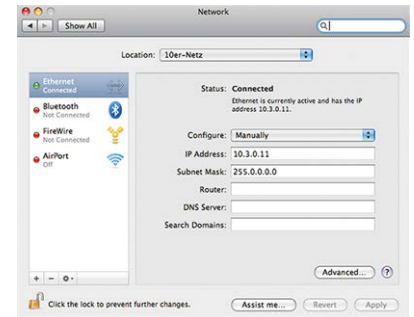 Network
Show All
Location: 10er-Netz
Ethernet
Connected
Bluetooth
Not Connected
FireWire
Not Connected
AirPort
Off
Status: Connected
Ethernet is currently active and has the IP
address 10.3.0.11.
Configure: Manually
IP Address: 10.3.0.11
Subnet Mask: 255.0.0.0
Router:
DNS Server:
Search Domains:
Advanced... ?
+ −
Click the lock to prevent further changes.
Assist me... Revert Apply